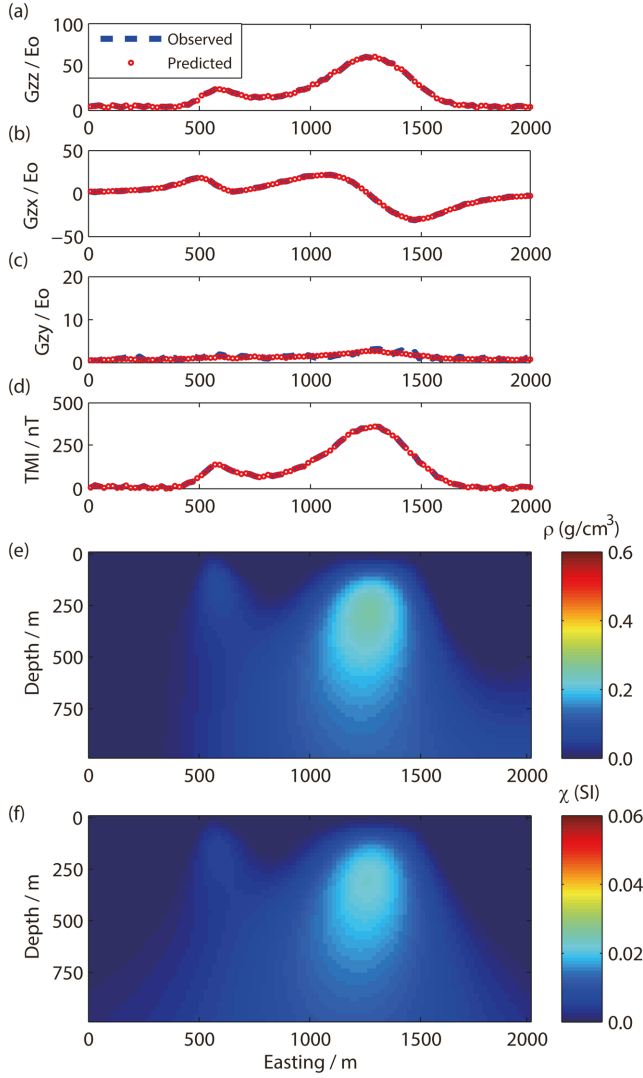 (a)
100
50
0
Gzz / Eo
Observed
Predicted
0 500 1000 1500 2000
(b)
50
0
−50
Gzx / Eo
0 500 1000 1500 2000
(c)
20
10
0
Gzy / Eo
0 500 1000 1500 2000
(d)
500
250
0
TMI / nT
0 500 1000 1500 2000
(e)
ρ (g/cm³)
0
250
500
750
Depth / m
0 500 1000 1500 2000
0.6
0.4
0.2
0.0
(f)
χ (SI)
0
250
500
750
Depth / m
0 500 1000 1500 2000
Easting / m
0.06
0.04
0.02
0.00